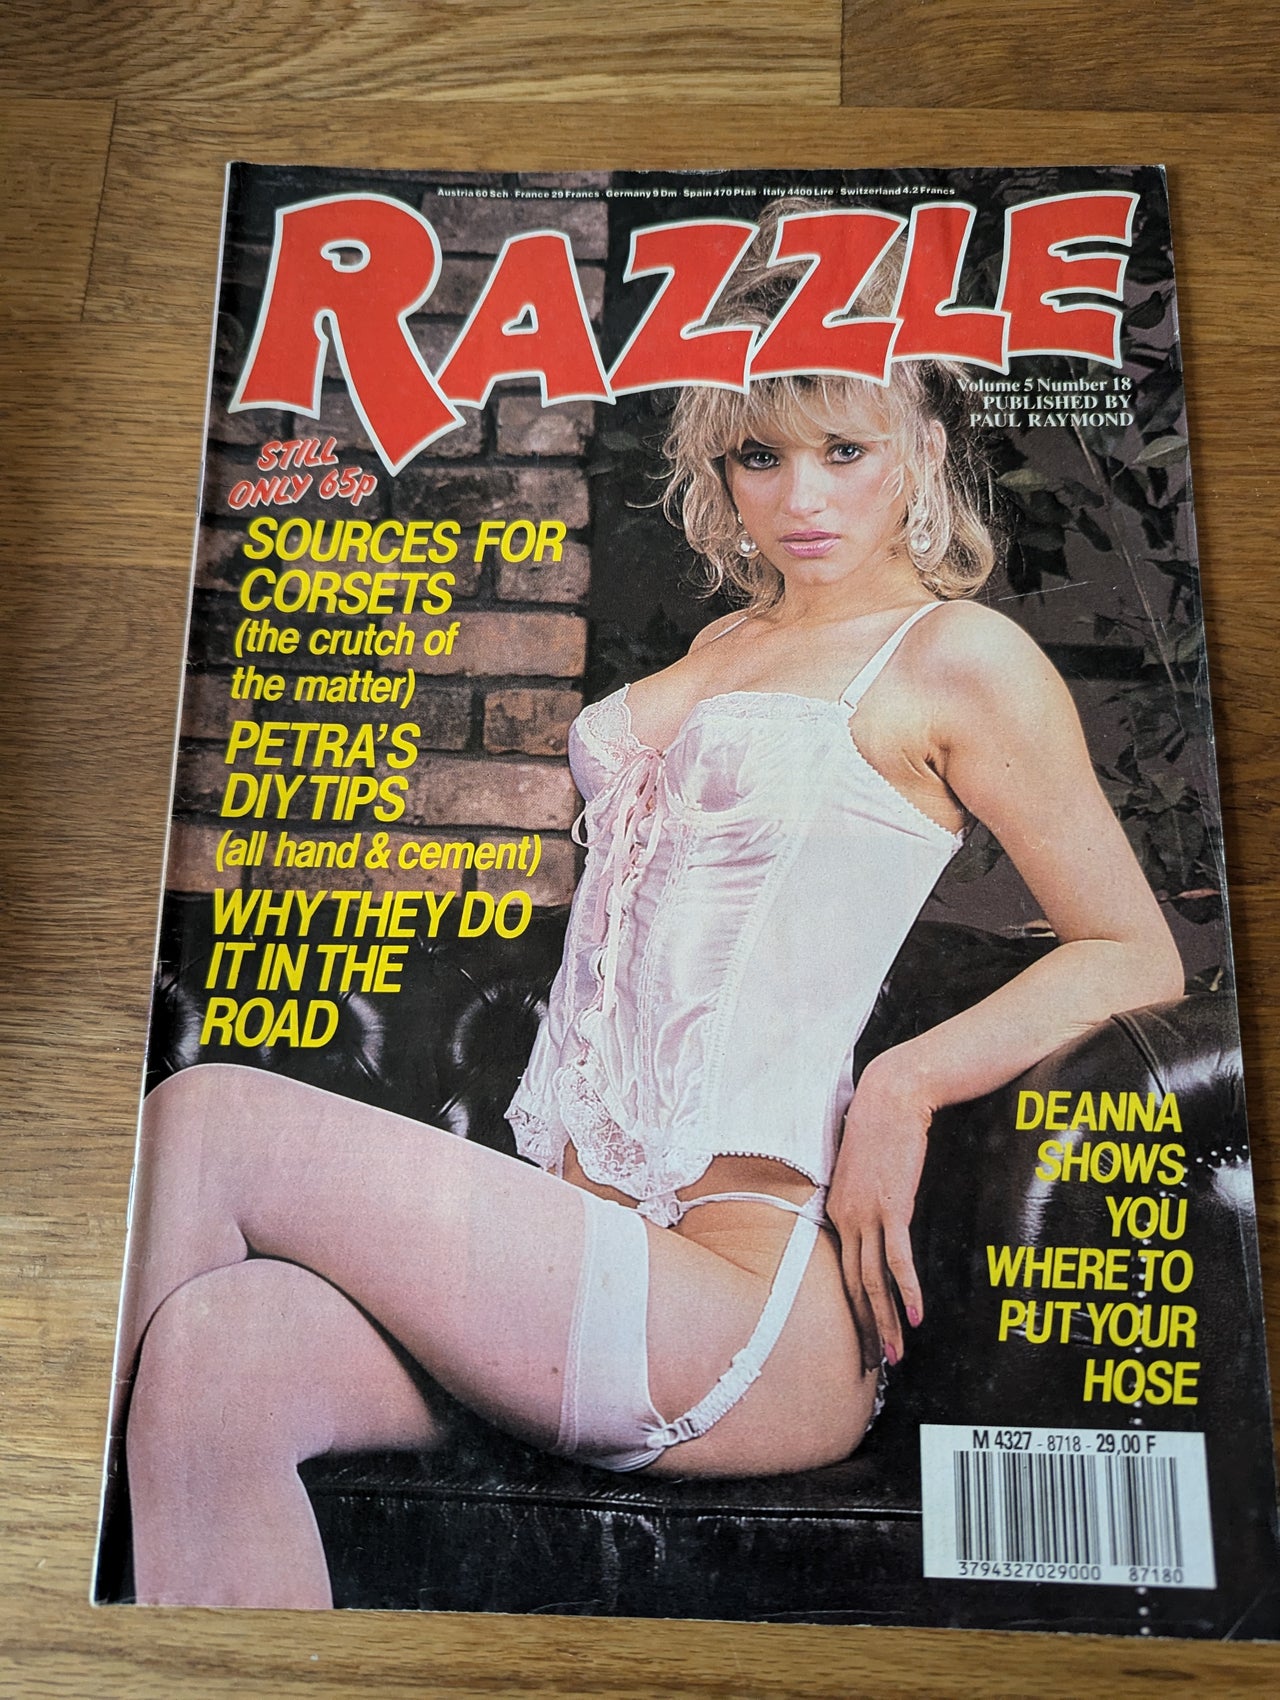 Austria 60 Sch · France 29 Francs · Germany 9 Dm · Spain 470 Ptas · Italy 4400 Lire · Switzerland 4.2 Francs
RAZZLE
Volume 5 Number 18
PUBLISHED BY
PAUL RAYMOND
STILL
ONLY 65p
SOURCES FOR
CORSETS
(the crutch of
the matter)
PETRA'S
DIY TIPS
(all hand & cement)
WHY THEY DO
IT IN THE
ROAD
DEANNA
SHOWS
YOU
WHERE TO
PUT YOUR
HOSE
M 4327 - 8718 - 29,00 F
3794327029000 87180